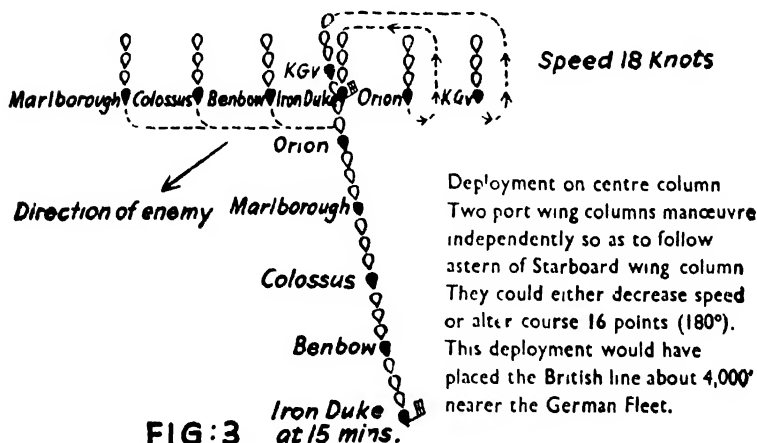 Speed 18 Knots
KGV
Marlborough Colossus Benbow Iron Duke Orion KGV
Orion
Direction of enemy
Marlborough
Colossus
Benbow
Iron Duke
at 15 mins.
FIG:3
Deployment on centre column
Two port wing columns manœuvre
independently so as to follow
astern of Starboard wing column
They could either decrease speed
or alter course 16 points (180°).
This deployment would have
placed the British line about 4,000ˣ
nearer the German Fleet.